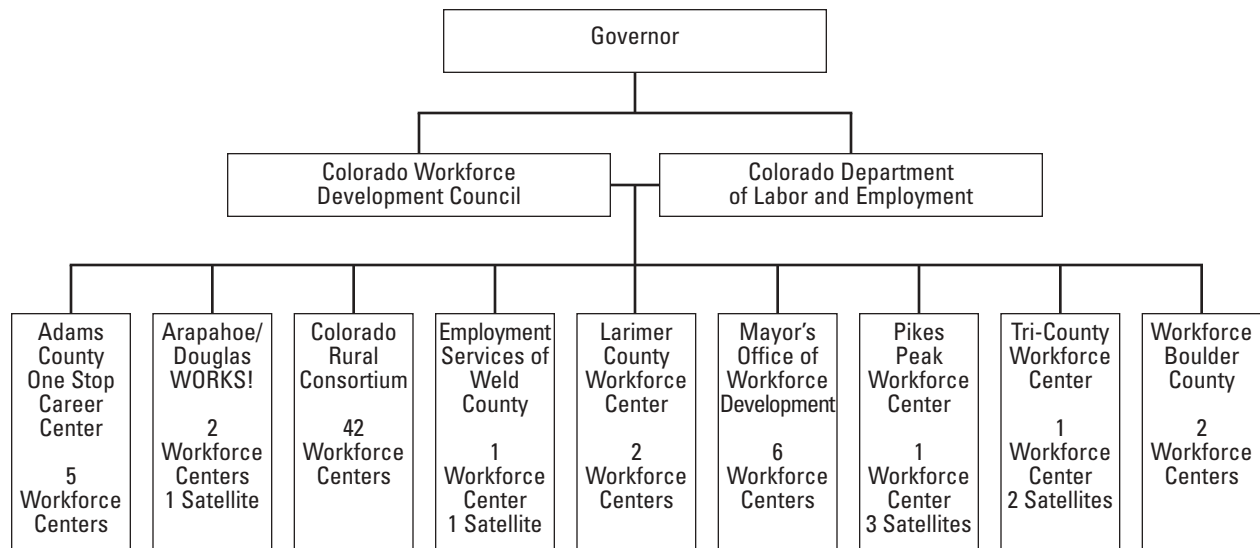 Governor
Colorado Workforce
Development Council
Colorado Department
of Labor and Employment
Adams
County
One Stop
Career
Center
5
Workforce
Centers
Arapahoe/
Douglas
WORKS!
2
Workforce
Centers
1 Satellite
Colorado
Rural
Consortium
42
Workforce
Centers
Employment
Services of
Weld
County
1
Workforce
Center
1 Satellite
Larimer
County
Workforce
Center
2
Workforce
Centers
Mayor's
Office of
Workforce
Development
6
Workforce
Centers
Pikes
Peak
Workforce
Center
1
Workforce
Center
3 Satellites
Tri-County
Workforce
Center
1
Workforce
Center
2 Satellites
Workforce
Boulder
County
2
Workforce
Centers